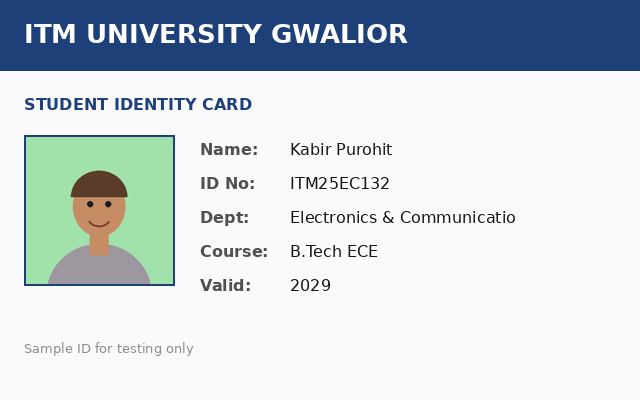 ITM UNIVERSITY GWALIOR
STUDENT IDENTITY CARD
Name: Kabir Purohit
ID No: ITM25EC132
Dept: Electronics & Communicatio
Course: B.Tech ECE
Valid: 2029
Sample ID for testing only